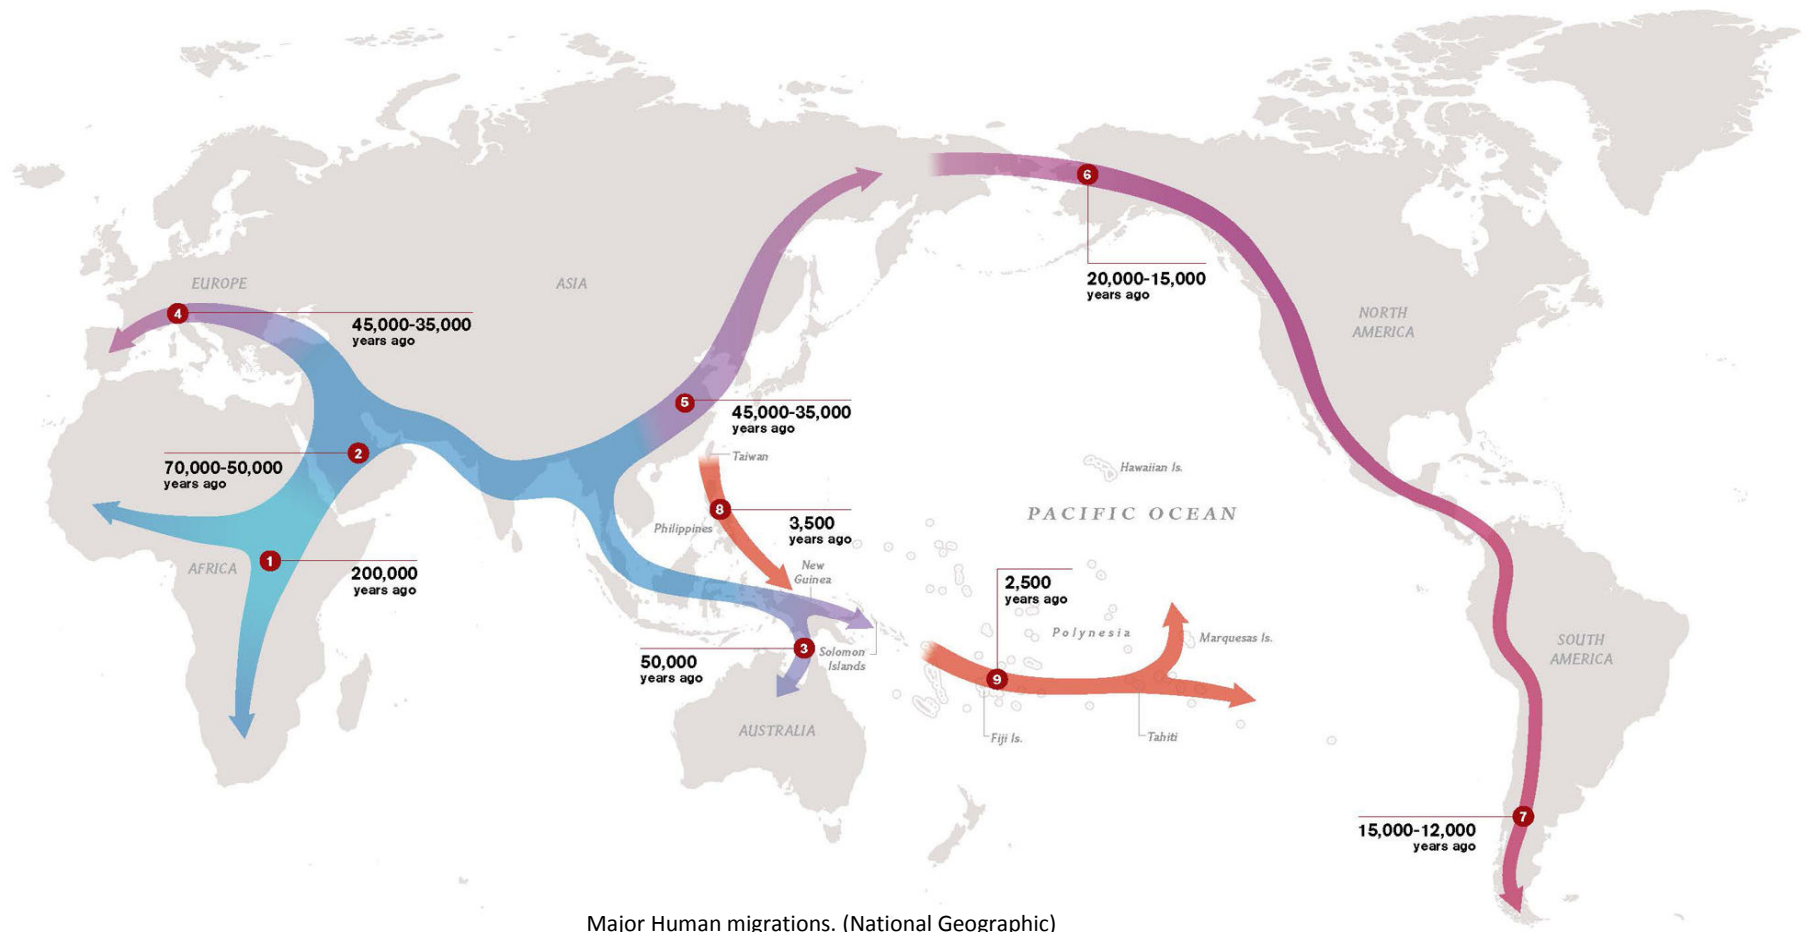 6
20,000-15,000
years ago
EUROPE
ASIA
4
45,000-35,000
years ago
NORTH
AMERICA
5
45,000-35,000
years ago
2
70,000-50,000
years ago
Taiwan
Hawaiian Is.
8
3,500
years ago
Philippines
PACIFIC OCEAN
1
200,000
years ago
AFRICA
New
Guinea
2,500
years ago
Polynesia
Marquesas Is.
3
50,000
years ago
Solomon
Islands
9
SOUTH
AMERICA
AUSTRALIA
Fiji Is.
Tahiti
7
15,000-12,000
years ago
Major Human migrations. (National Geographic)